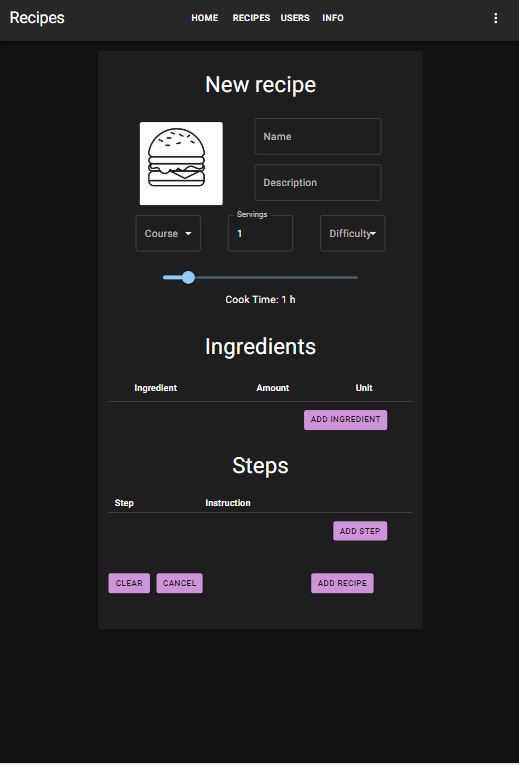 Recipes HOME RECIPES USERS INFO
New recipe
Name
Description
Servings
Course 1 Difficulty
Cook Time: 1 h
Ingredients
Ingredient Amount Unit
ADD INGREDIENT
Steps
Step Instruction
ADD STEP
CLEAR CANCEL ADD RECIPE